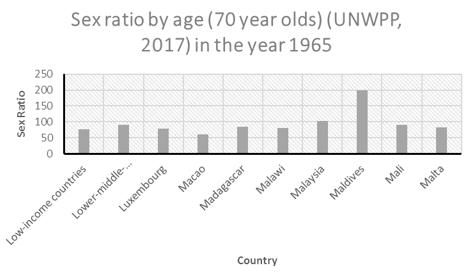 Sex ratio by age (70 year olds) (UNWPP,
2017) in the year 1965
250
200
150
100
50
0
Sex Ratio
Low-income countries
Lower-middle-...
Luxembourg
Macao
Madagascar
Malawi
Malaysia
Maldives
Mali
Malta
Country